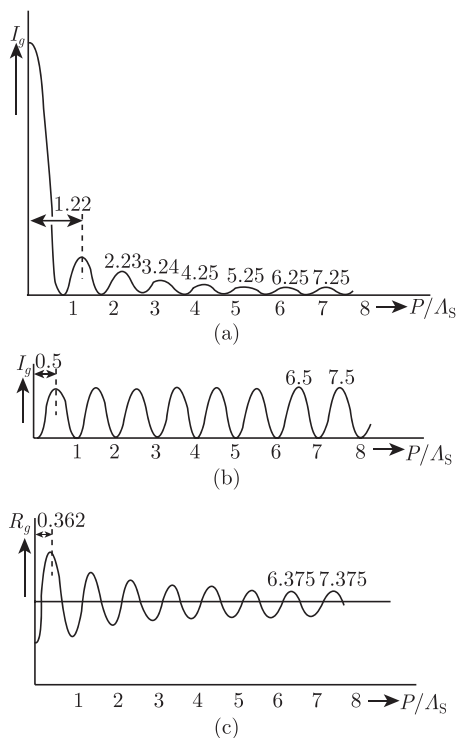 I_g
1.22
2.23 3.24 4.25 5.25 6.25 7.25
1 2 3 4 5 6 7 8 P/Λ_S
(a)
I_g
0.5
6.5 7.5
1 2 3 4 5 6 7 8 P/Λ_S
(b)
R_g
0.362
6.375 7.375
1 2 3 4 5 6 7 8 P/Λ_S
(c)